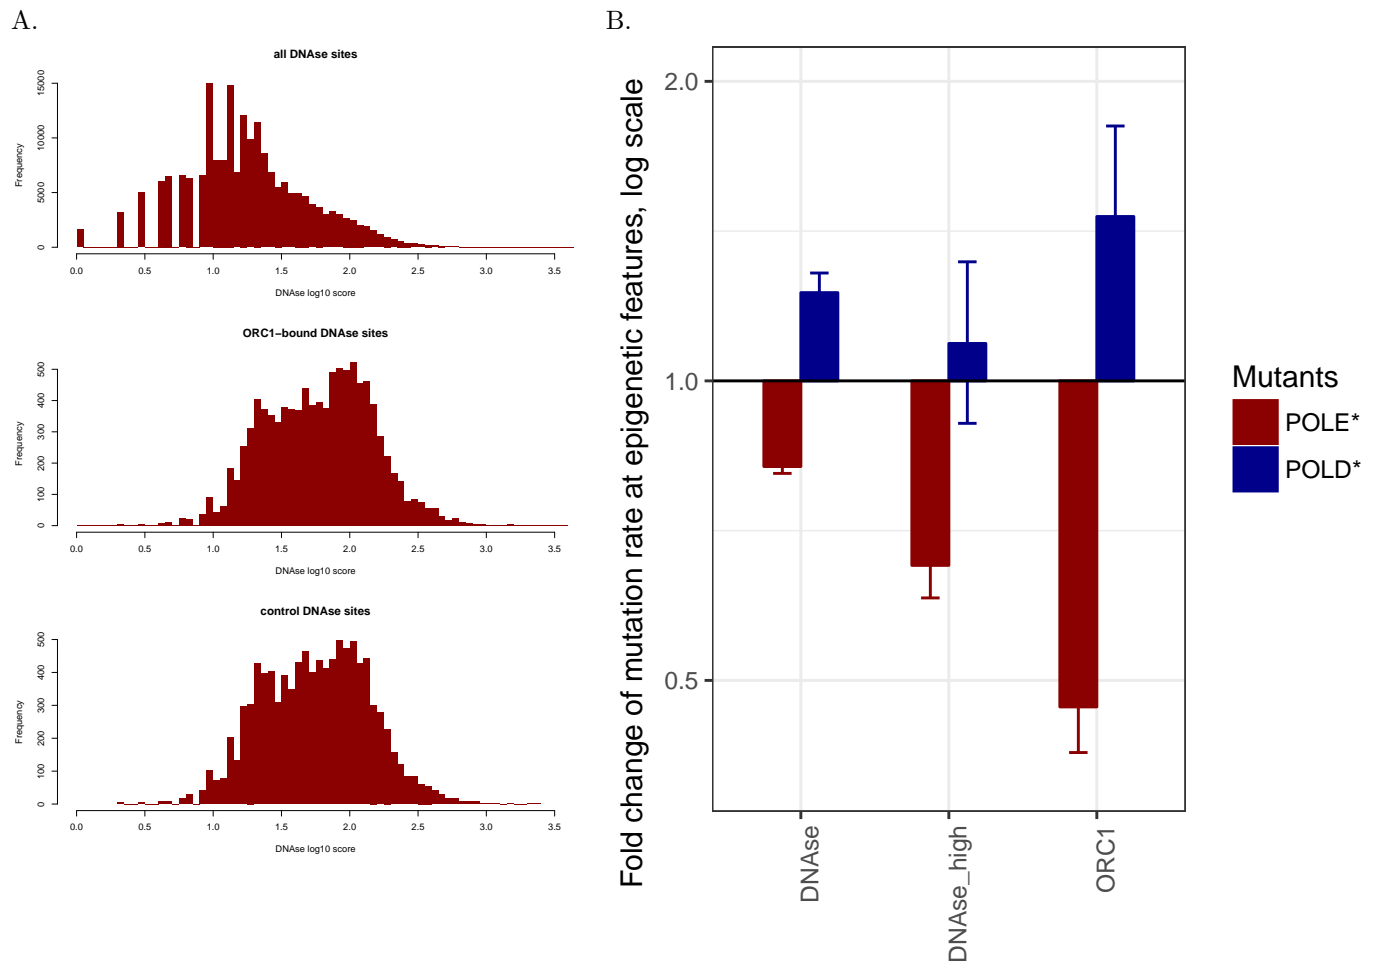 A.
all DNAse sites
Frequency
15000
10000
5000
0
0.0 0.5 1.0 1.5 2.0 2.5 3.0 3.5
DNAse log10 score
ORC1−bound DNAse sites
Frequency
500
400
300
200
100
0
0.0 0.5 1.0 1.5 2.0 2.5 3.0 3.5
DNAse log10 score
control DNAse sites
Frequency
500
400
300
200
100
0
0.0 0.5 1.0 1.5 2.0 2.5 3.0 3.5
DNAse log10 score
B.
Fold change of mutation rate at epigenetic features, log scale
2.0
1.0
0.5
DNAse
DNAse_high
ORC1
Mutants
POLE*
POLD*